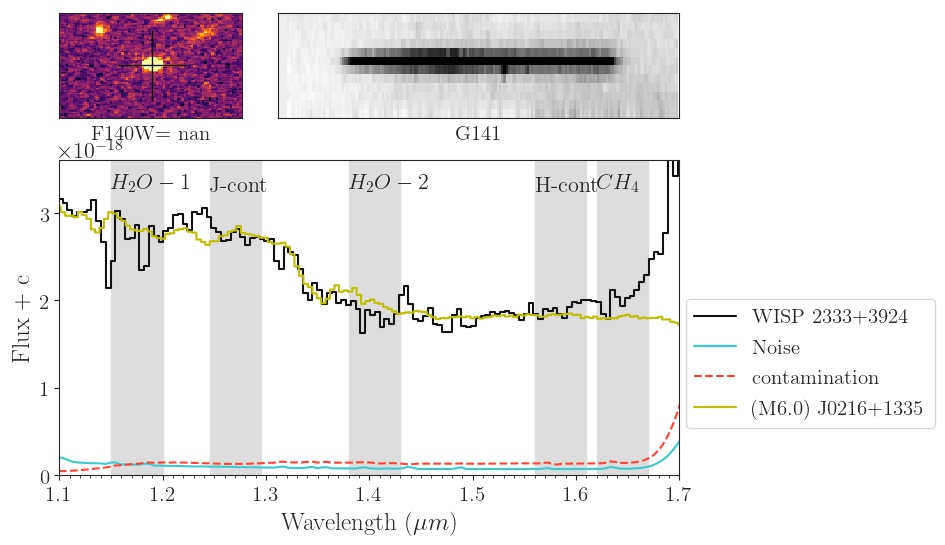 F140W= nan
G141
×10⁻¹⁸
H₂O − 1
J-cont
H₂O − 2
H-cont
CH₄
3
2
1
0
Flux + c
1.1
1.2
1.3
1.4
1.5
1.6
1.7
Wavelength (μm)
WISP 2333+3924
Noise
contamination
(M6.0) J0216+1335